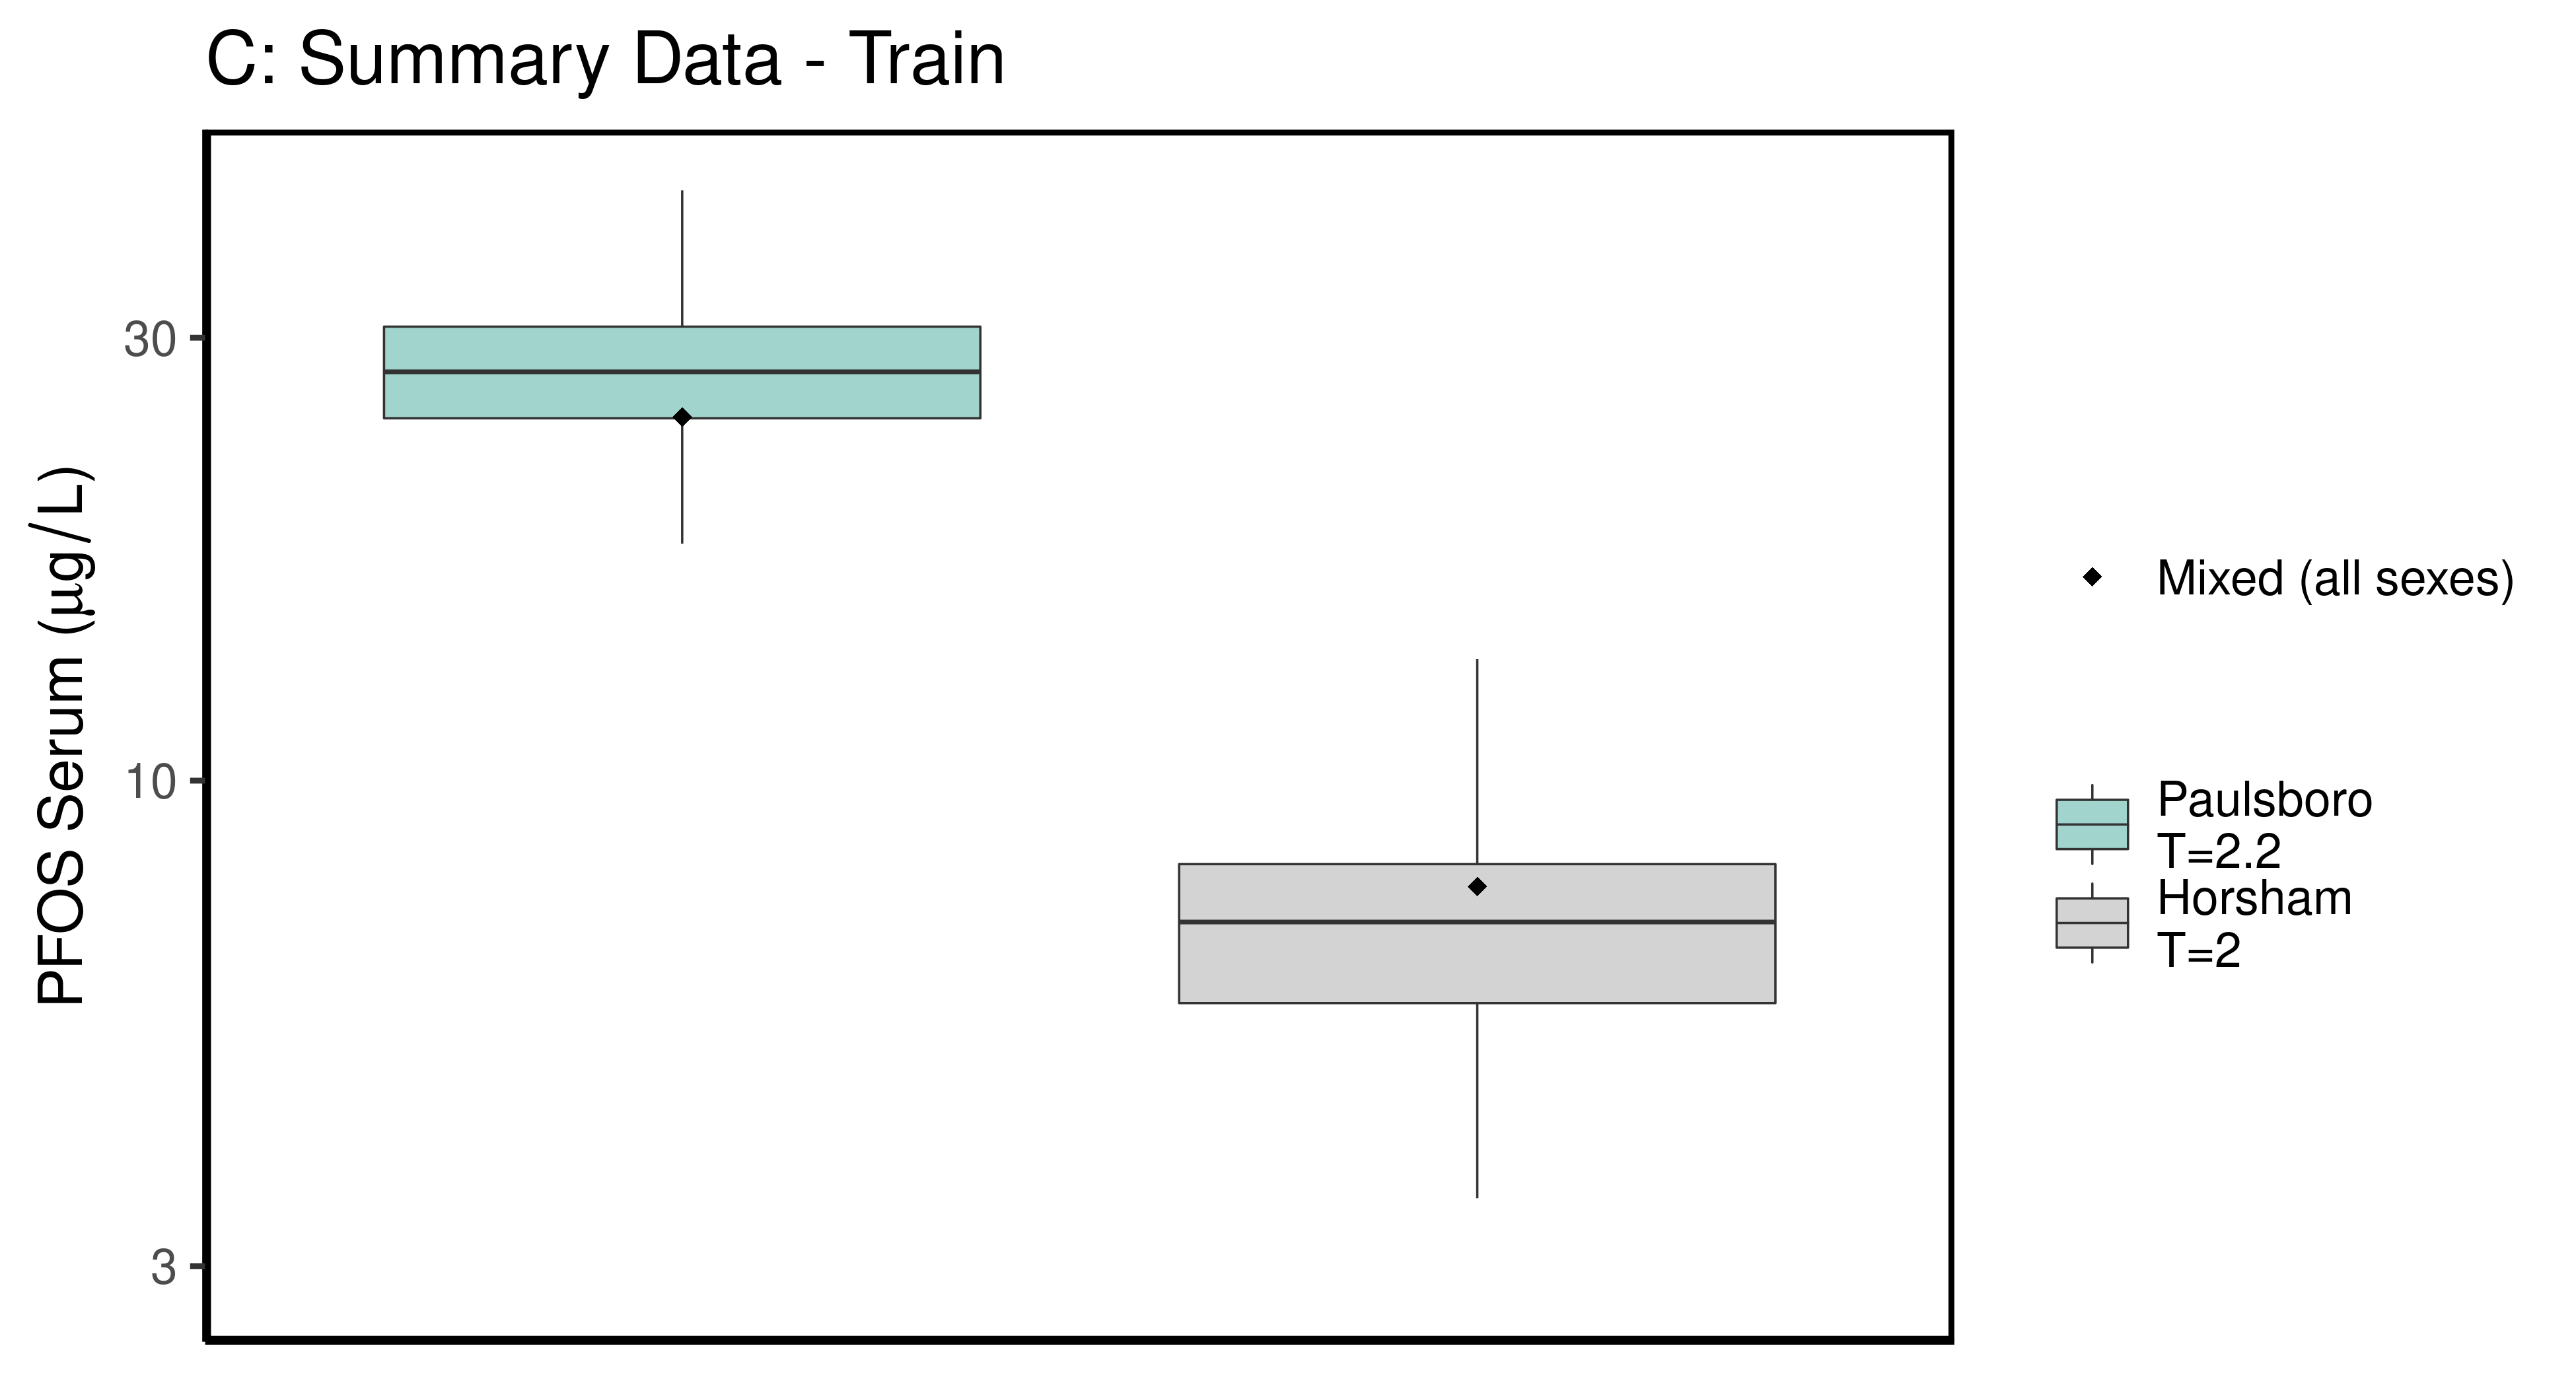 C: Summary Data - Train
PFOS Serum (μg/L)
30
10
3
Mixed (all sexes)
Paulsboro
T=2.2
Horsham
T=2